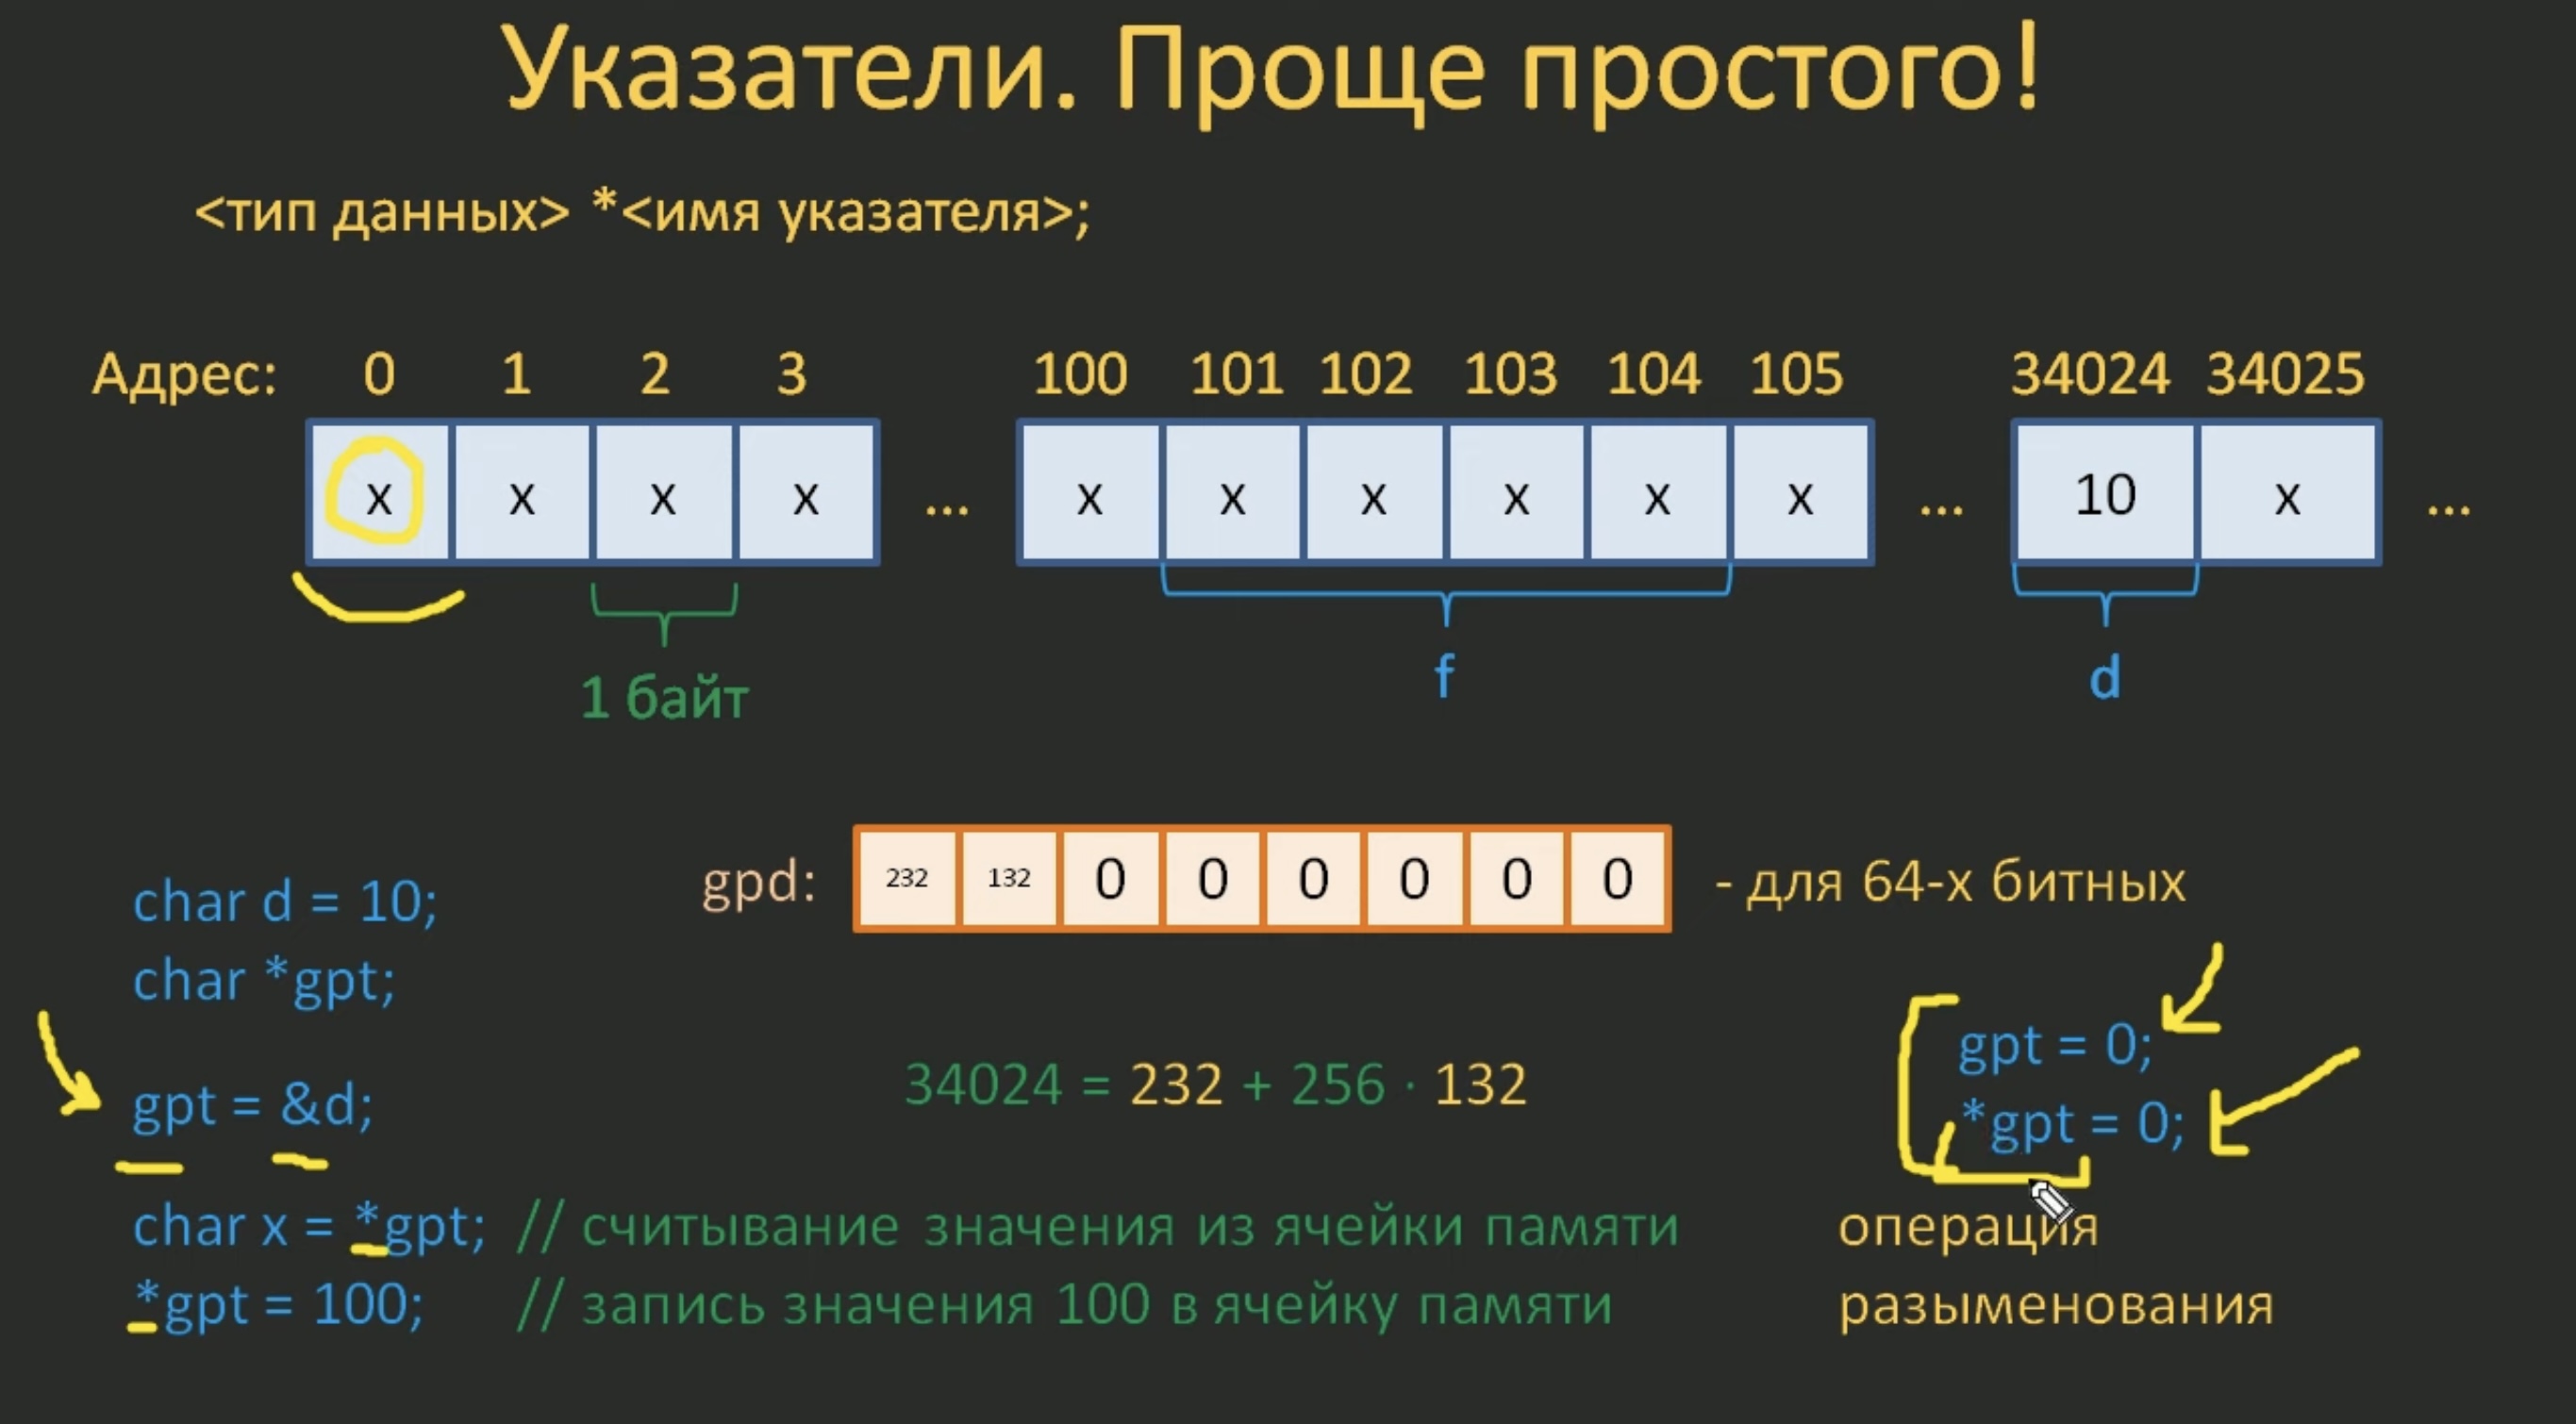 Указатели. Проще простого!
<тип данных> *<имя указателя>;
Адрес: 0 1 2 3 100 101 102 103 104 105 34024 34025
x x x x ... x x x x x x ... 10 x ...
1 байт f d
gpd: 232 132 0 0 0 0 0 0 - для 64-х битных
char d = 10;
char *gpt;
gpt = &d;
34024 = 232 + 256 · 132
gpt = 0;
*gpt = 0;
char x = *gpt; // считывание значения из ячейки памяти
*gpt = 100; // запись значения 100 в ячейку памяти
операция
разыменования